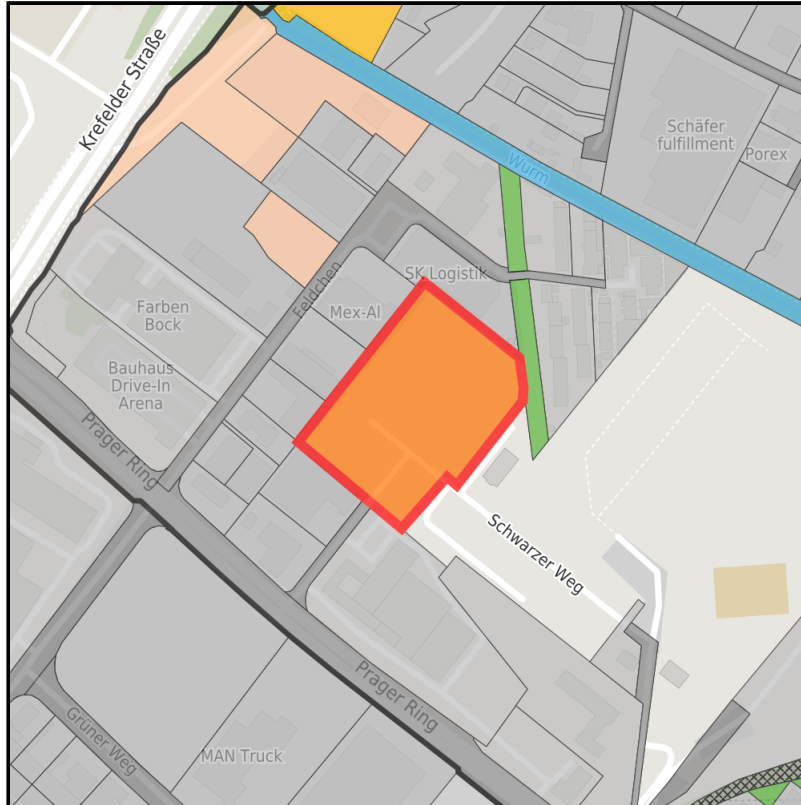 Krefelder Straße
Wurm
Schäfer
fulfillment
Porex
SK Logistik
Feldchen
Mex-Al
Farben
Bock
Bauhaus
Drive-In
Arena
Prager Ring
Schwarzer Weg
Prager Ring
Grüner Weg
MAN Truck